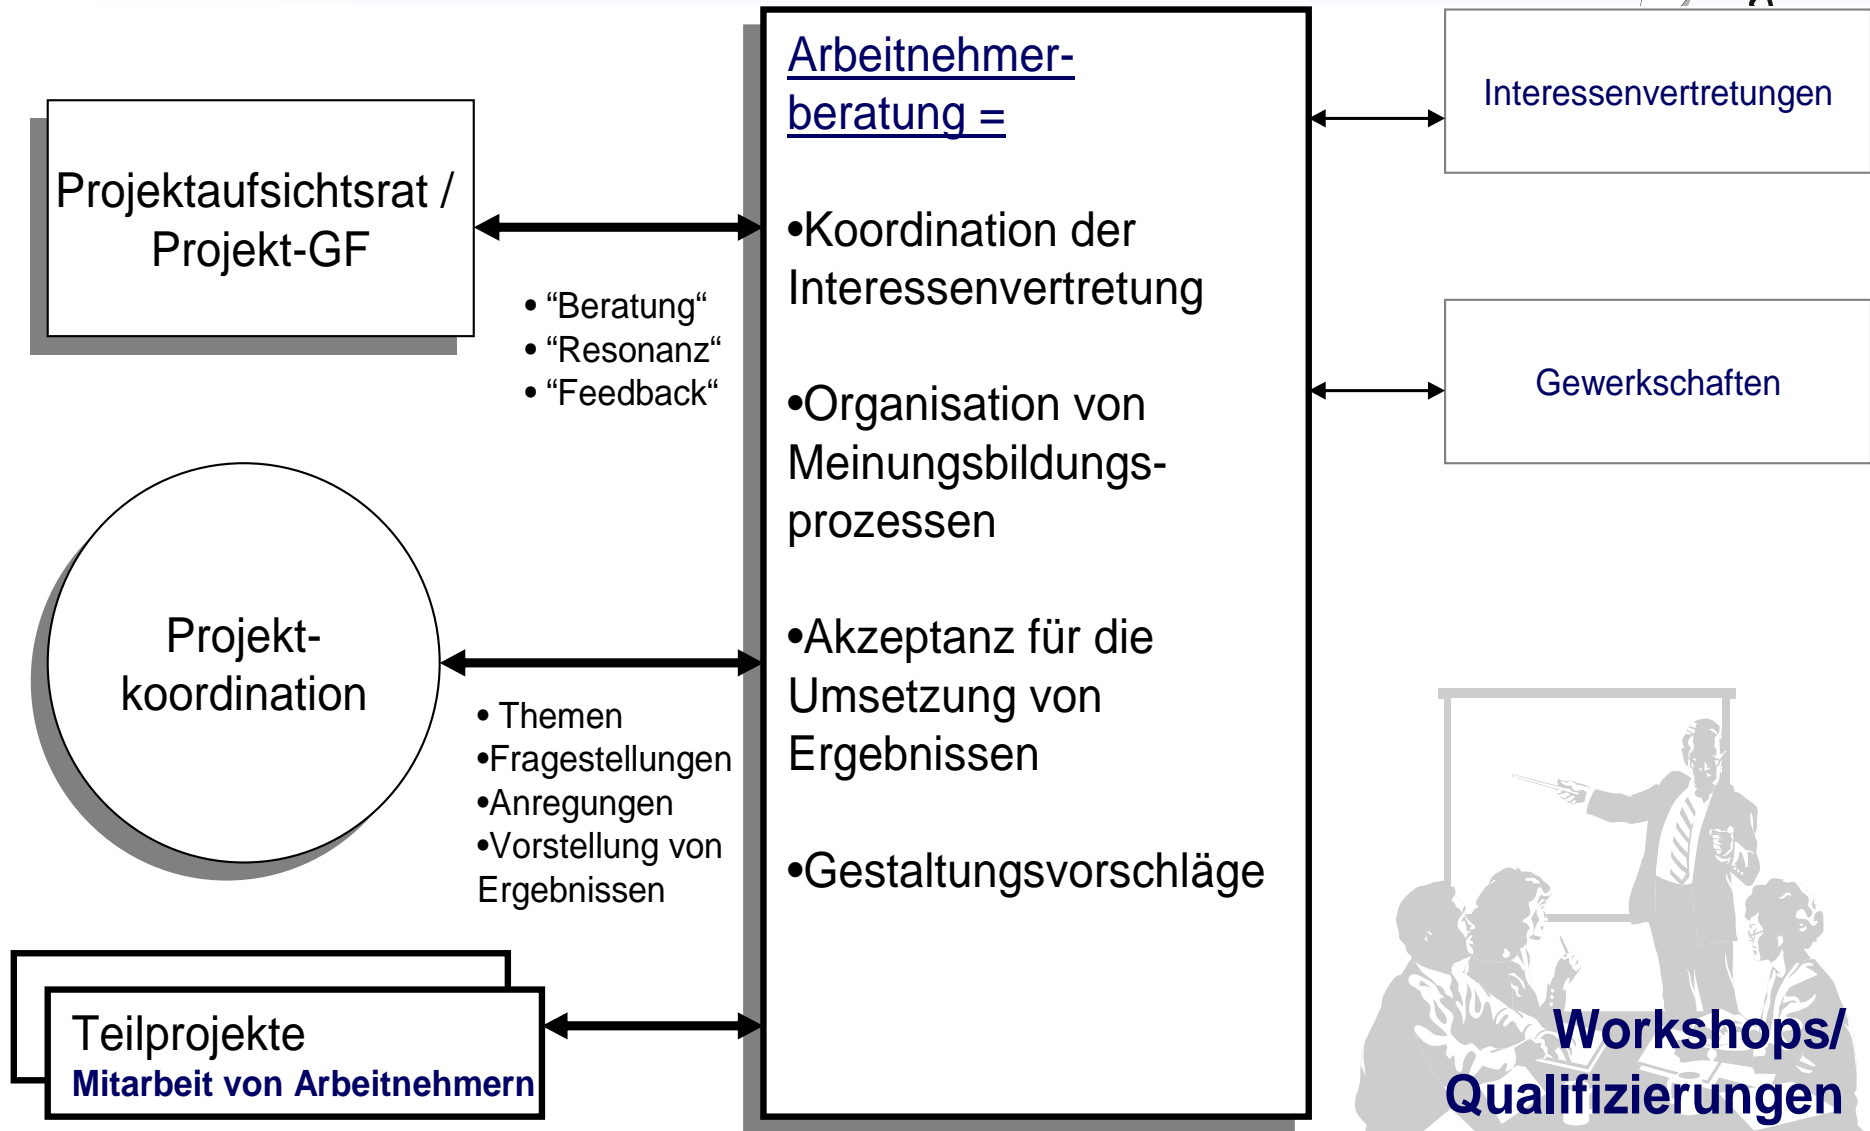 Projektaufsichtsrat /
Projekt-GF
• “Beratung“
• “Resonanz“
• “Feedback“
Projekt-
koordination
• Themen
•Fragestellungen
•Anregungen
•Vorstellung von
Ergebnissen
Teilprojekte
Mitarbeit von Arbeitnehmern
Arbeitnehmer-
beratung =
•Koordination der
Interessenvertretung
•Organisation von
Meinungsbildungs-
prozessen
•Akzeptanz für die
Umsetzung von
Ergebnissen
•Gestaltungsvorschläge
Interessenvertretungen
Gewerkschaften
Workshops/
Qualifizierungen